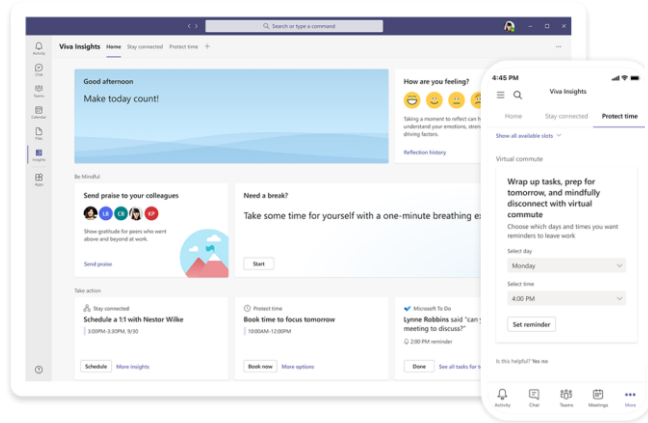 Search or type a command
Activity
Chat
Teams
Calendar
Files
Insights
Apps
Viva Insights Home Stay connected Protect time
Good afternoon
Make today count!
How are you feeling?
Taking a moment to reflect can h
understand your emotions, stren
driving factors.
Reflection history
Be Mindful
Send praise to your colleagues
LB CB KP
Show gratitude for peers who went
above and beyond at work.
Send praise
Need a break?
Take some time for yourself with a one-minute breathing ex
Start
Take action
Stay connected
Schedule a 1:1 with Nestor Wilke
3:00PM-3:30PM, 9/30
Schedule More insights
Protect time
Book time to focus tomorrow
10:00AM-12:00PM
Book now More options
Microsoft To Do
Lynne Robbins said "can y
meeting to discuss?"
2:00 PM reminder
Done See all tasks for t
4:45 PM
Viva Insights
Home Stay connected Protect time
Show all available slots
Virtual commute
Wrap up tasks, prep for
tomorrow, and mindfully
disconnect with virtual
commute
Choose which days and times you want
reminders to leave work
Select day
Monday
Select time
4:00 PM
Set reminder
Is this helpful? Yes no
Activity Chat Teams Meetings More